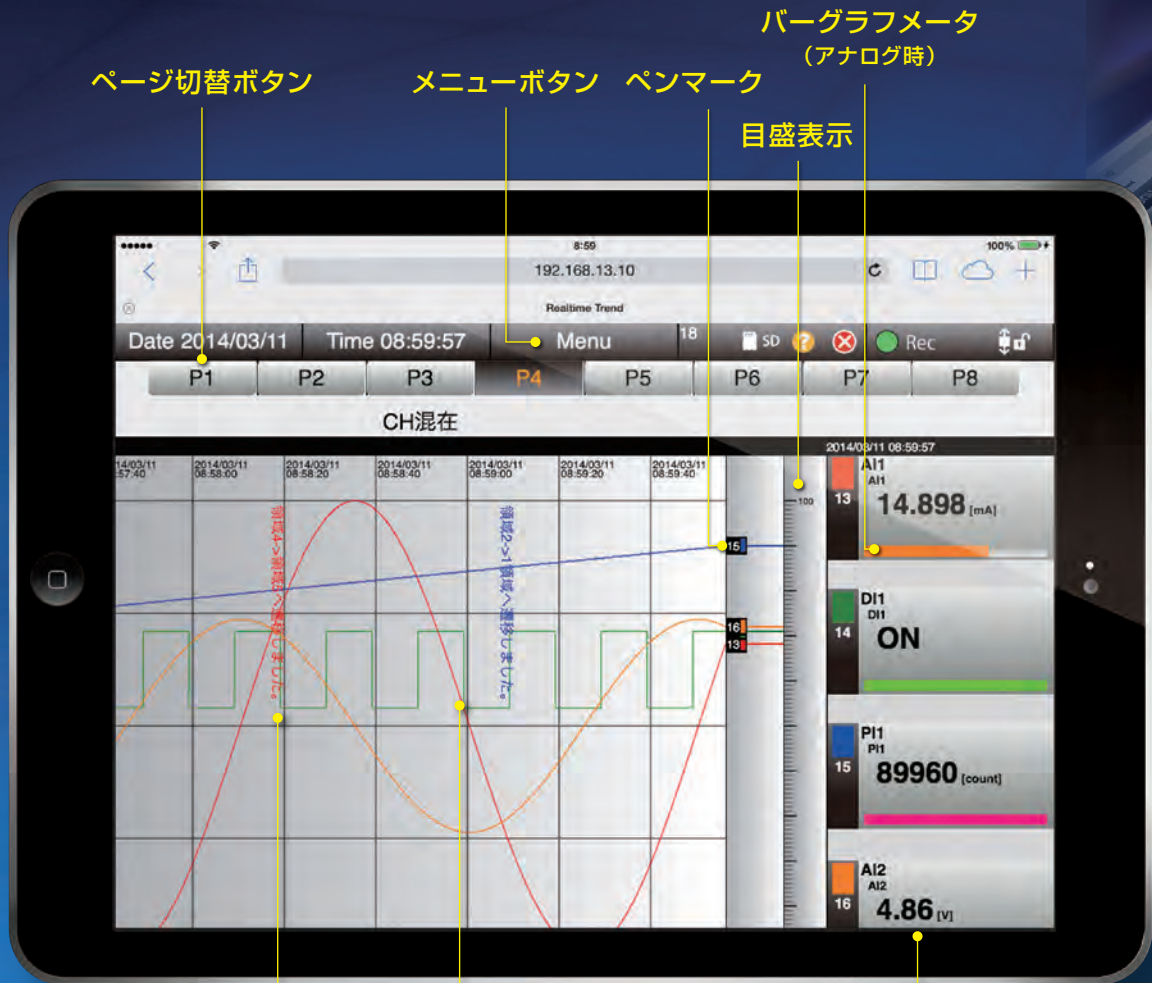 バーグラフメータ
(アナログ時)
ページ切替ボタン
メニューボタン
ペンマーク
目盛表示
8:59
100%
192.168.13.10
Realtime Trend
Date 2014/03/11
Time 08:59:57
Menu
18
SD
?
Rec
P1
P2
P3
P4
P5
P6
P7
P8
CH混在
2014/03/11 08:59:57
14/03/11
:57:40
2014/03/11
08:58:00
2014/03/11
08:58:20
2014/03/11
08:58:40
2014/03/11
08:59:00
2014/03/11
08:59:20
2014/03/11
08:59:40
領域2->1領域へ遷移しました。
100
15
16
13
AI1
AI1
13
14.898 [mA]
DI1
DI1
14
ON
PI1
PI1
15
89960 [count]
AI2
AI2
16
4.86 [V]